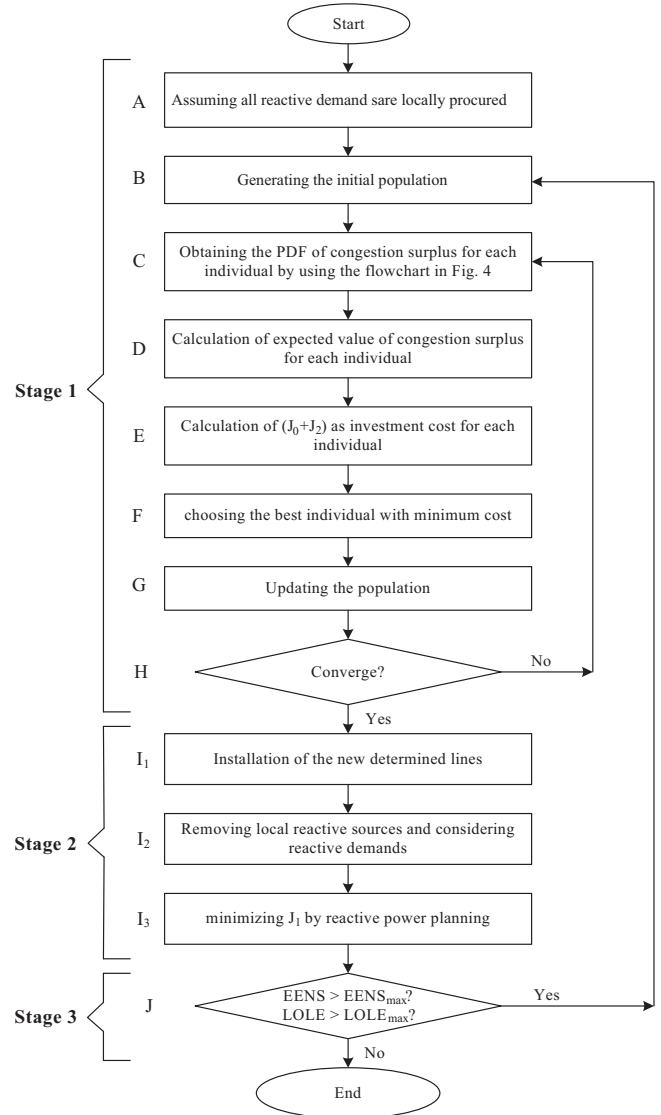 Start
A
Assuming all reactive demand sare locally procured
B
Generating the initial population
C
Obtaining the PDF of congestion surplus for each
individual by using the flowchart in Fig. 4
D
Calculation of expected value of congestion surplus
for each individual
Stage 1
E
Calculation of (J₀+J₂) as investment cost for each
individual
F
choosing the best individual with minimum cost
G
Updating the population
H
Converge?
No
Yes
I₁
Installation of the new determined lines
Stage 2
I₂
Removing local reactive sources and considering
reactive demands
I₃
minimizing J₁ by reactive power planning
Stage 3
J
EENS > EENSmax?
LOLE > LOLEmax?
Yes
No
End